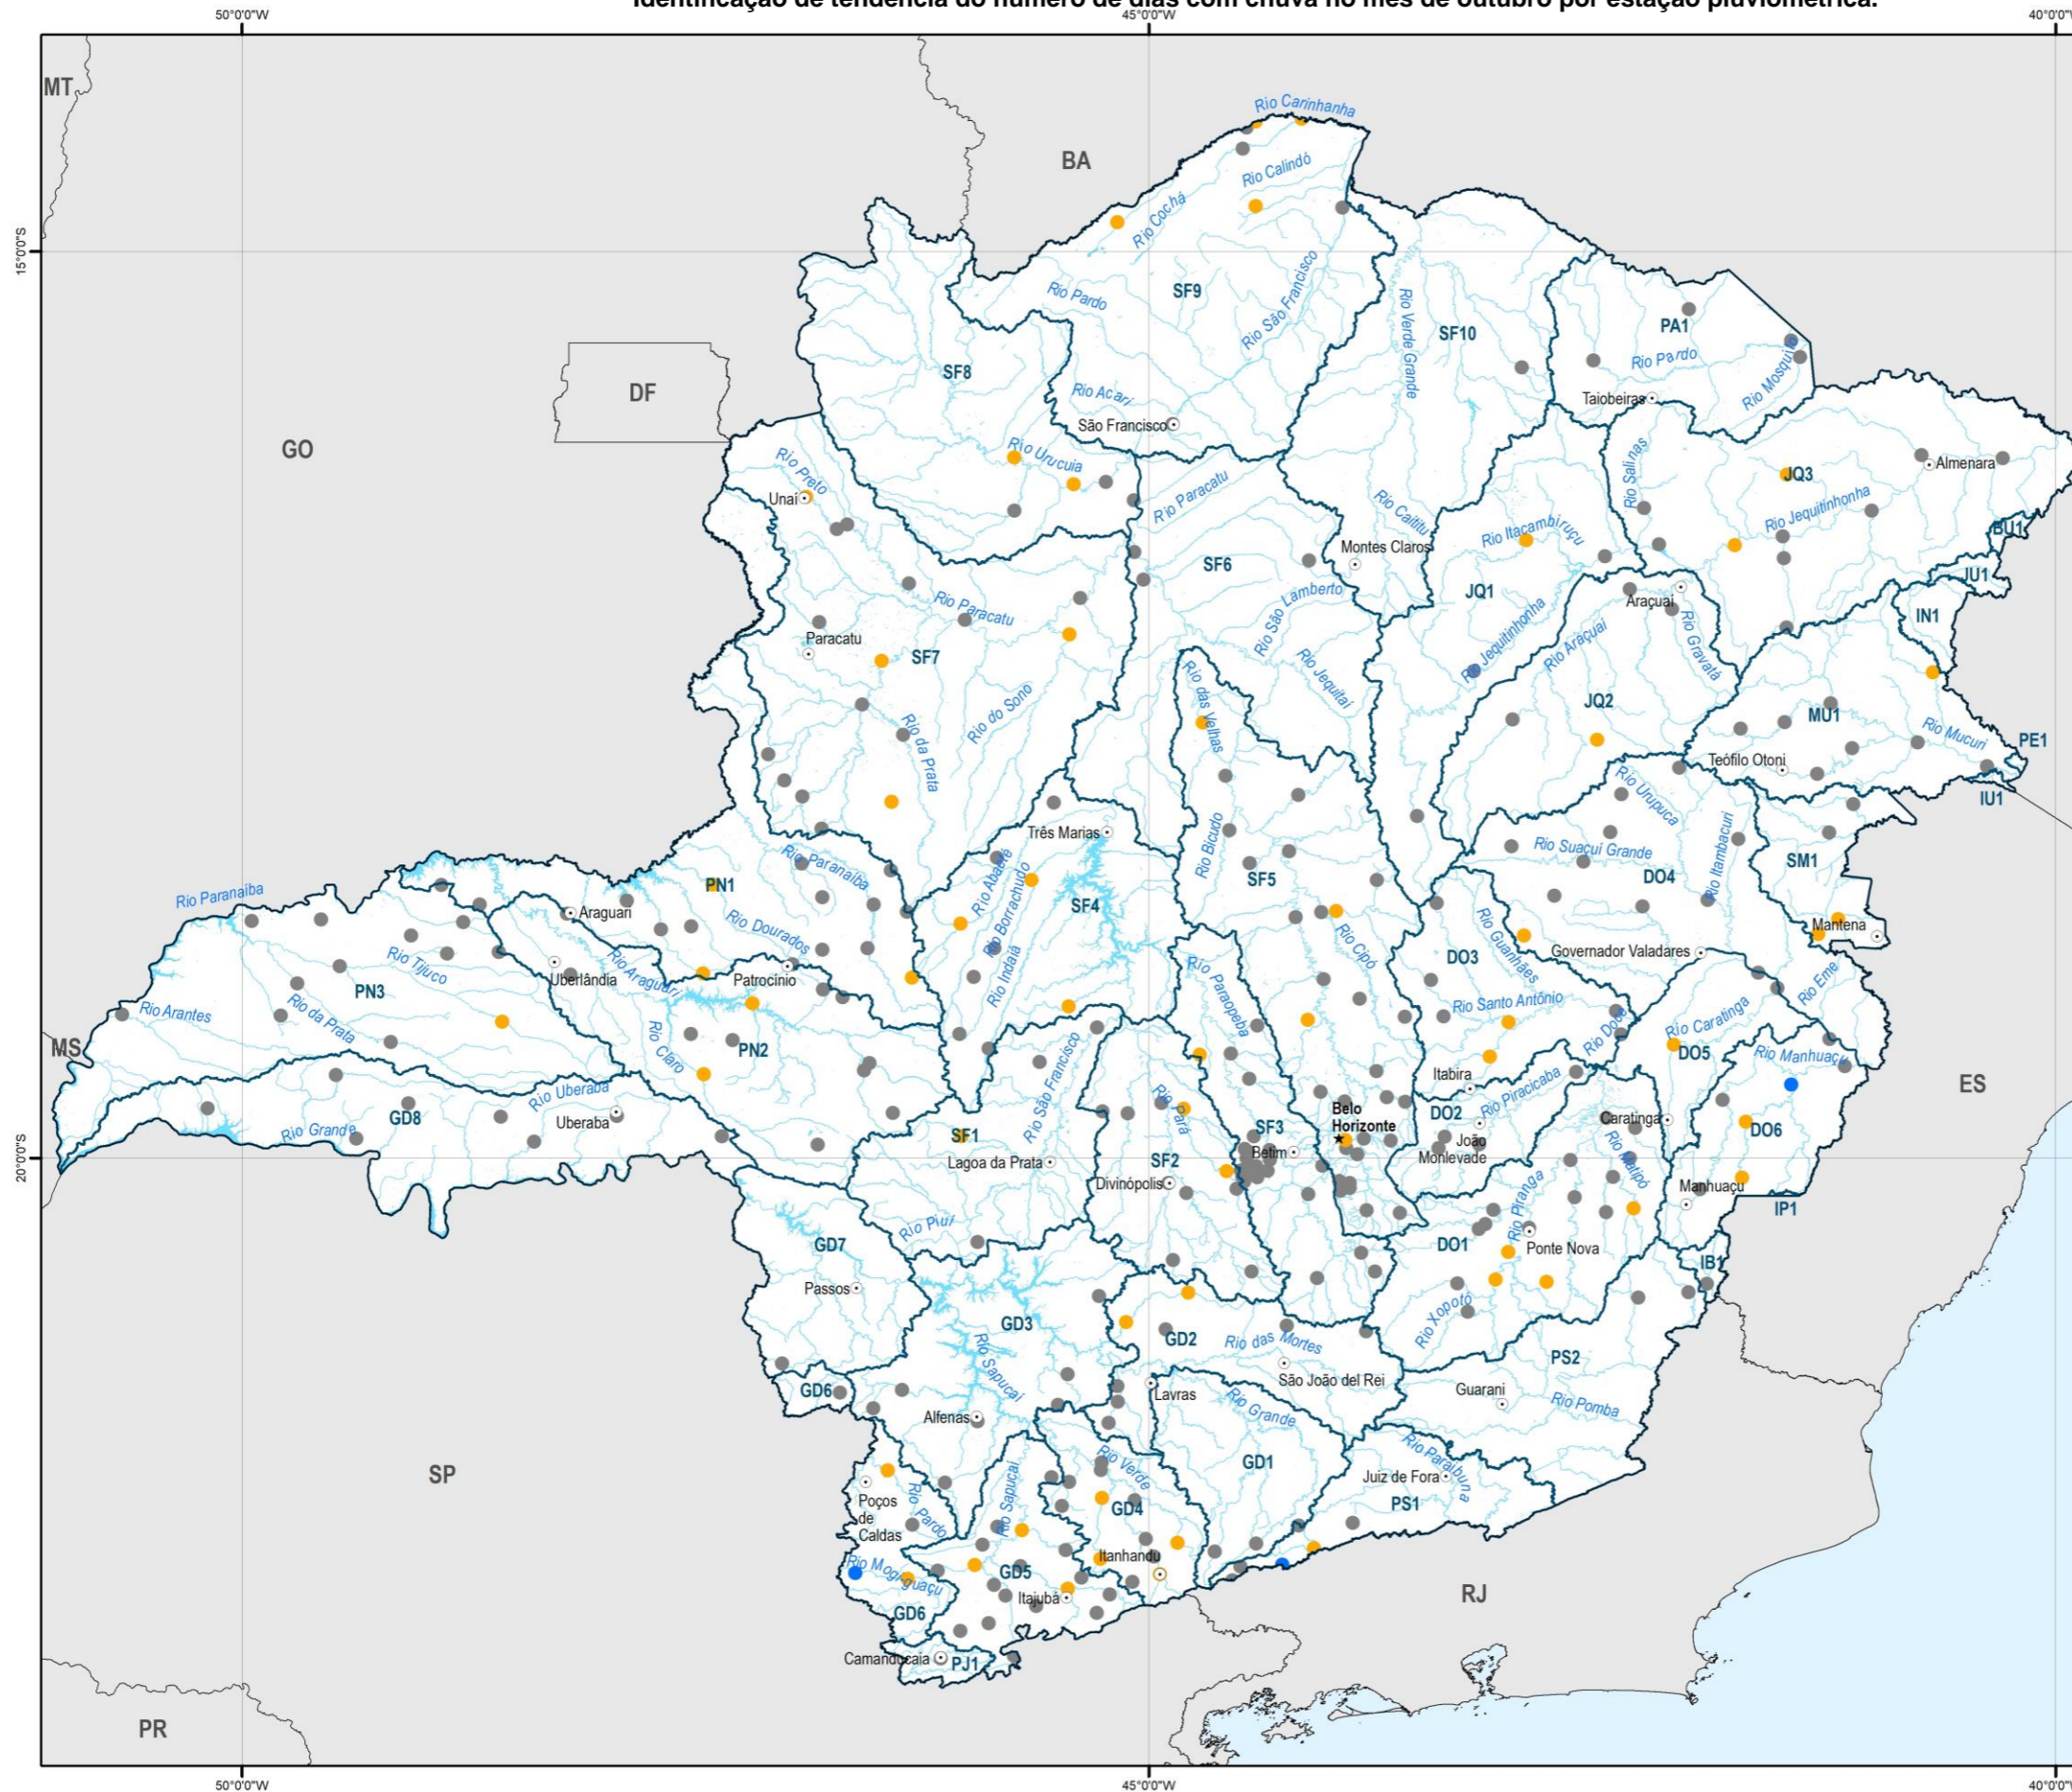 Identificação de tendência do número de dias com chuva no mês de outubro por estação pluviométrica.
50°0'0"W
45°0'0"W
40°0'0"W
MT
Rio Carinhanha
BA
Rio Calindó
Rio Cochá
15°0'0"S
Rio Pardo
SF9
Rio São Francisco
Rio Verde Grande
SF10
PA1
Rio Pardo
Rio Mosquito
SF8
DF
Rio Acari
São Francisco
Taiobeiras
GO
Rio Urucuia
Rio Preto
Unaí
Rio Paracatu
Rio Caititu
Rio Salinas
JQ3
Almenara
Rio Jequitinhonha
BU1
Montes Claros
Rio Itacambiruçu
SF6
JU1
Rio São Lamberto
JQ1
Araçuaí
IN1
Rio Paracatu
Paracatu
SF7
Rio Jequitinhonha
Rio Araçuaí
Rio Gravatá
Rio das Velhas
Rio Jequitaí
JQ2
MU1
Rio do Sono
Rio da Prata
Rio Mucuri
PE1
Teófilo Otoni
Rio Urupuca
IU1
Três Marias
Rio Bicudo
Rio Suaçuí Grande
Rio Itambacuri
SM1
Rio Paranaíba
PN1
Rio Abaeté
Rio Borrachudo
SF5
DO4
Rio Paranaíba
SF4
Araguari
Rio Dourados
Mantena
Rio Cipó
Rio Guanhães
DO3
Governador Valadares
Rio Tijuco
Uberlândia
Rio Araguari
Patrocínio
Rio Indaiá
Rio Paraopeba
Rio Eme
PN3
Rio Arantes
Rio da Prata
Rio Santo Antônio
Rio Doce
Rio Caratinga
MS
Rio Claro
PN2
Rio São Francisco
DO5
Rio Manhuaçu
ES
Itabira
Rio Uberaba
Rio Pará
Rio Piracicaba
GD8
Uberaba
Rio Grande
Belo
Horizonte
DO2
Caratinga
DO6
SF1
SF3
João
Monlevade
Betim
Lagoa da Prata
SF2
Rio Matipó
20°0'0"S
Divinópolis
Manhuaçu
Rio Piranga
IP1
Rio Piuí
GD7
DO1
Ponte Nova
IB1
Passos
Rio Xopotó
GD3
GD2
Rio das Mortes
PS2
Rio Sapucaí
GD6
São João del Rei
Lavras
Guarani
Rio Pomba
Alfenas
Rio Grande
Rio Paraibuna
SP
GD1
Juiz de Fora
Rio Verde
Rio Sapucaí
Poços
de
Caldas
Rio Pardo
GD4
PS1
Itanhandu
Rio Mogi-guaçu
GD5
Itajubá
RJ
GD6
Camanducaia
PJ1
PR
50°0'0"W
45°0'0"W
40°0'0"W